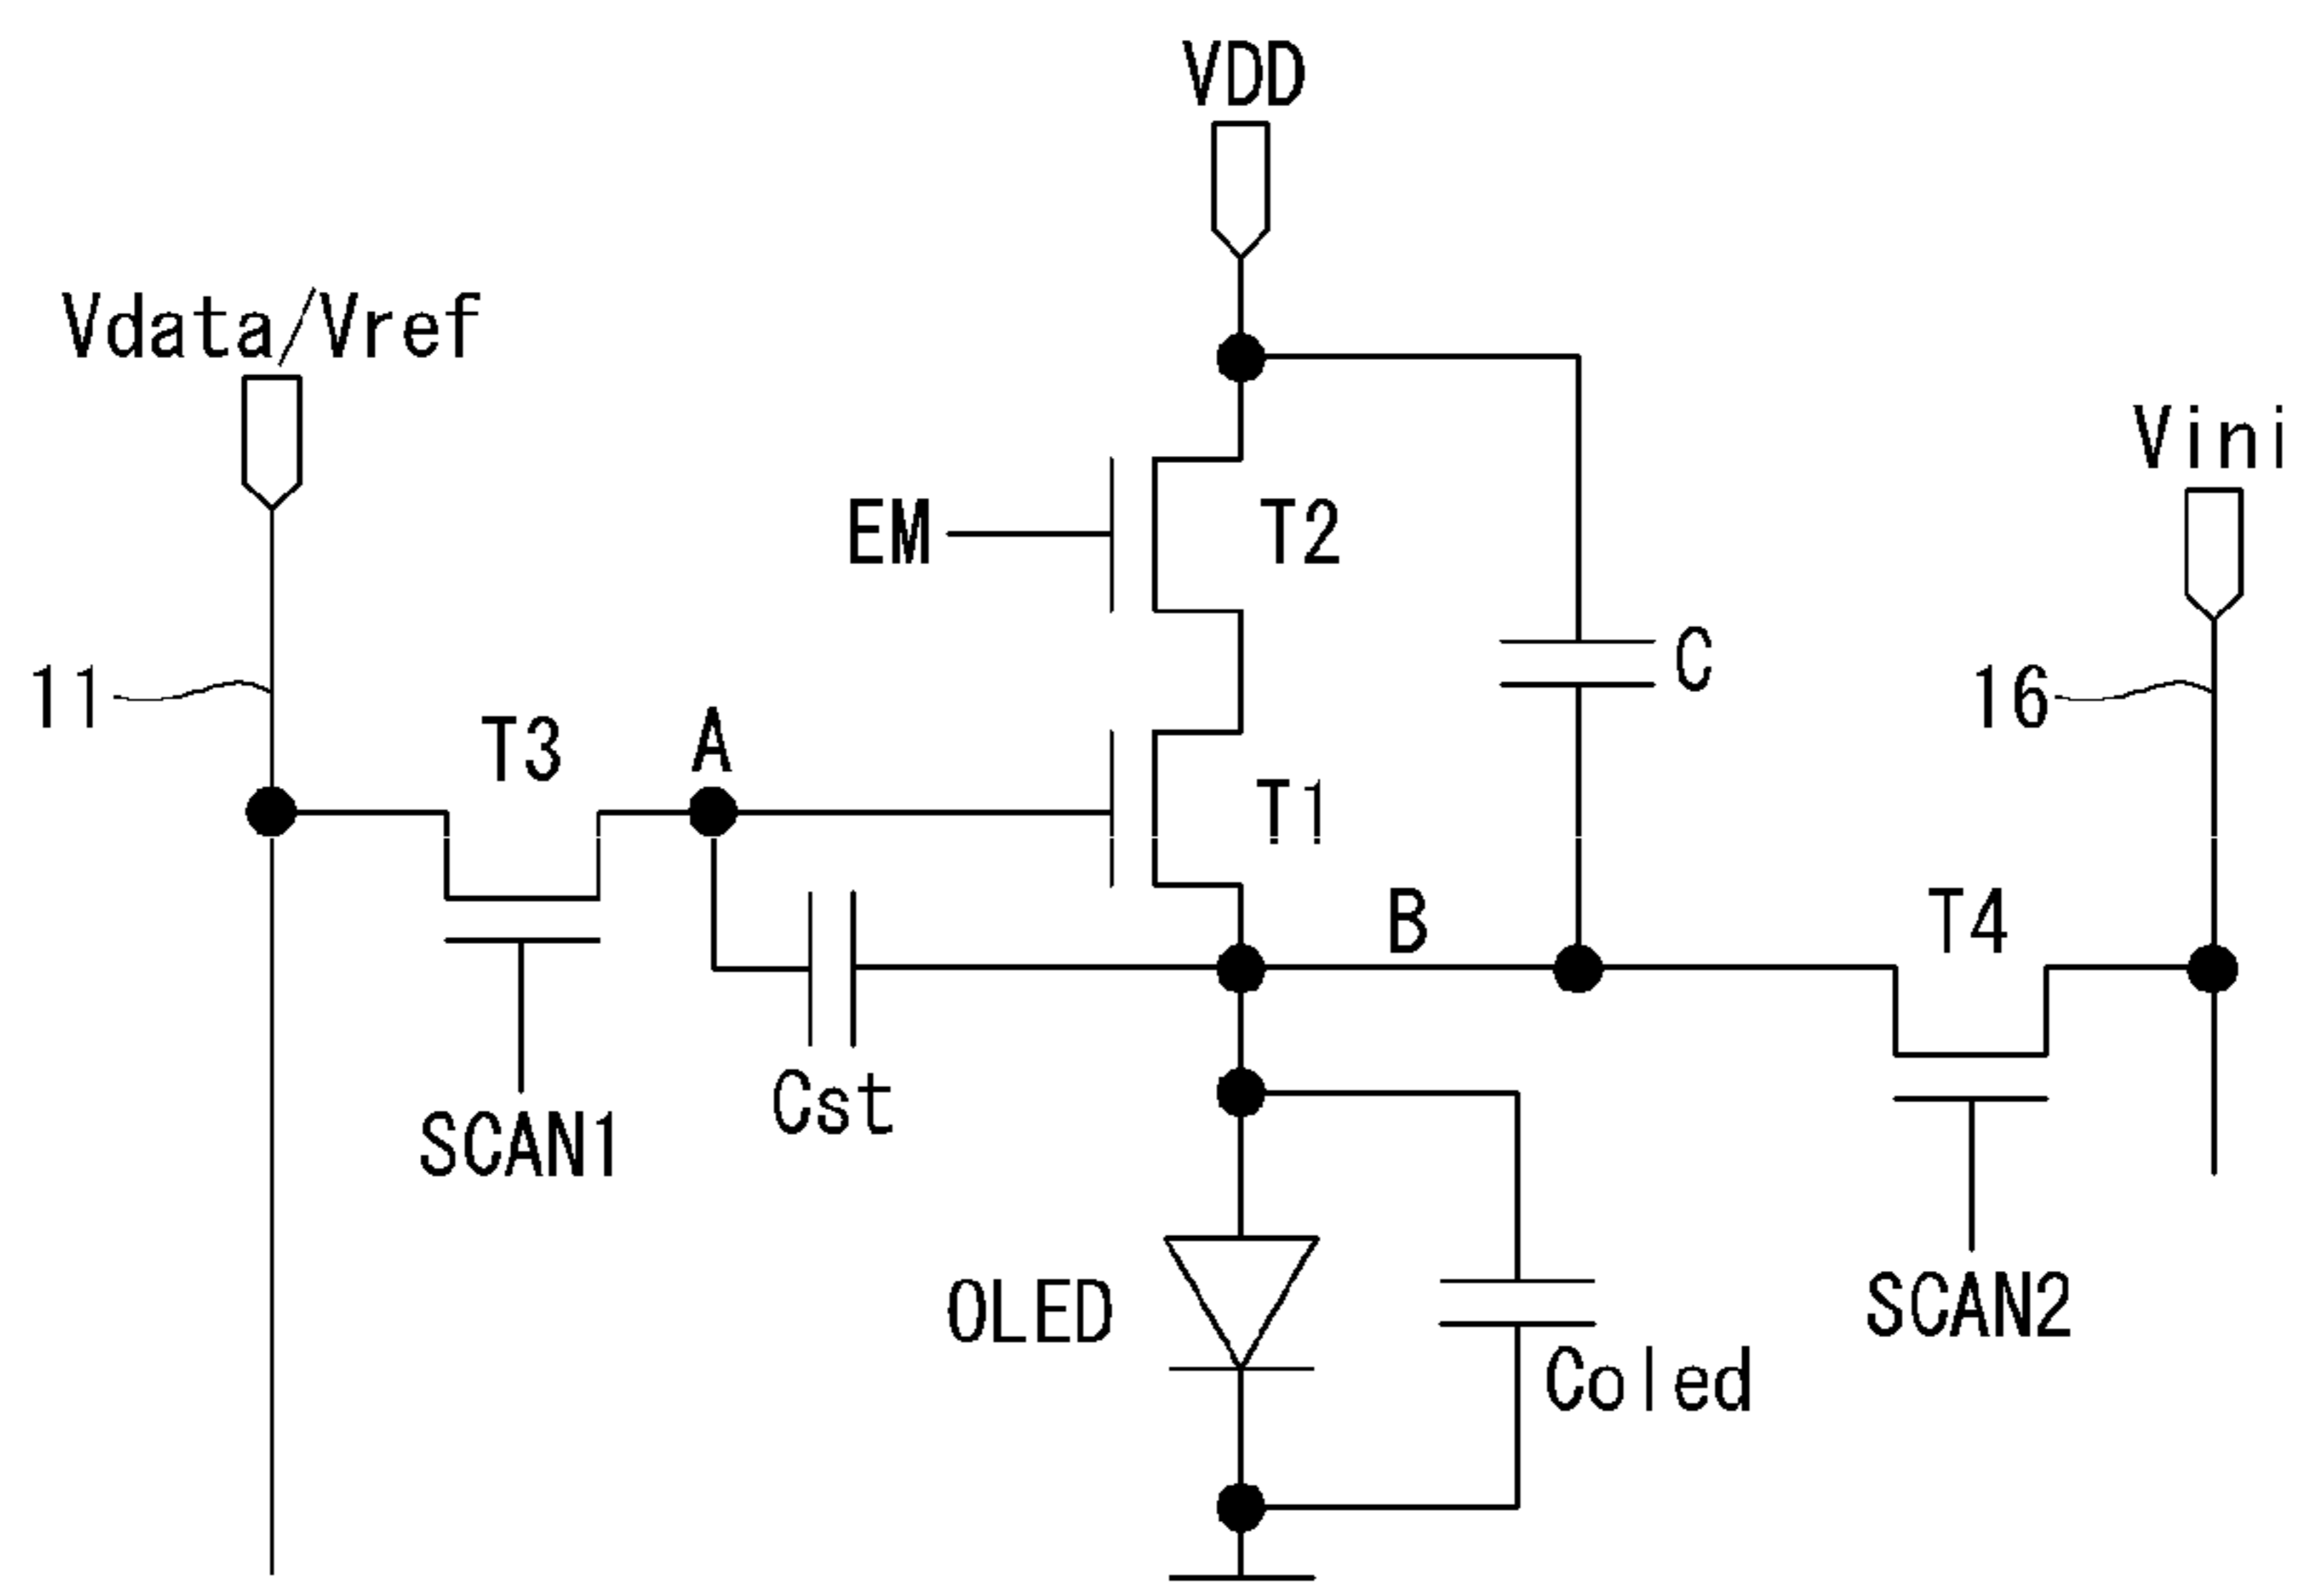 VDD
Vdata/Vref
Vini
EM
T2
C
11
16
T3
A
T1
B
T4
Cst
SCAN1
OLED
SCAN2
Coled